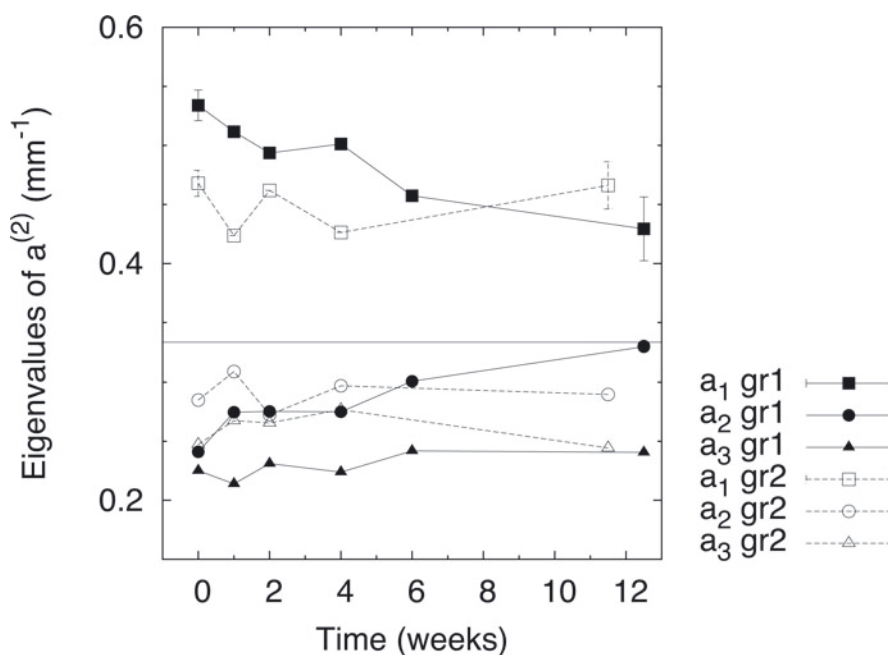 0.6
0.4
0.2
0 2 4 6 8 10 12
Eigenvalues of a⁽²⁾ (mm⁻¹)
Time (weeks)
a₁ gr1
a₂ gr1
a₃ gr1
a₁ gr2
a₂ gr2
a₃ gr2